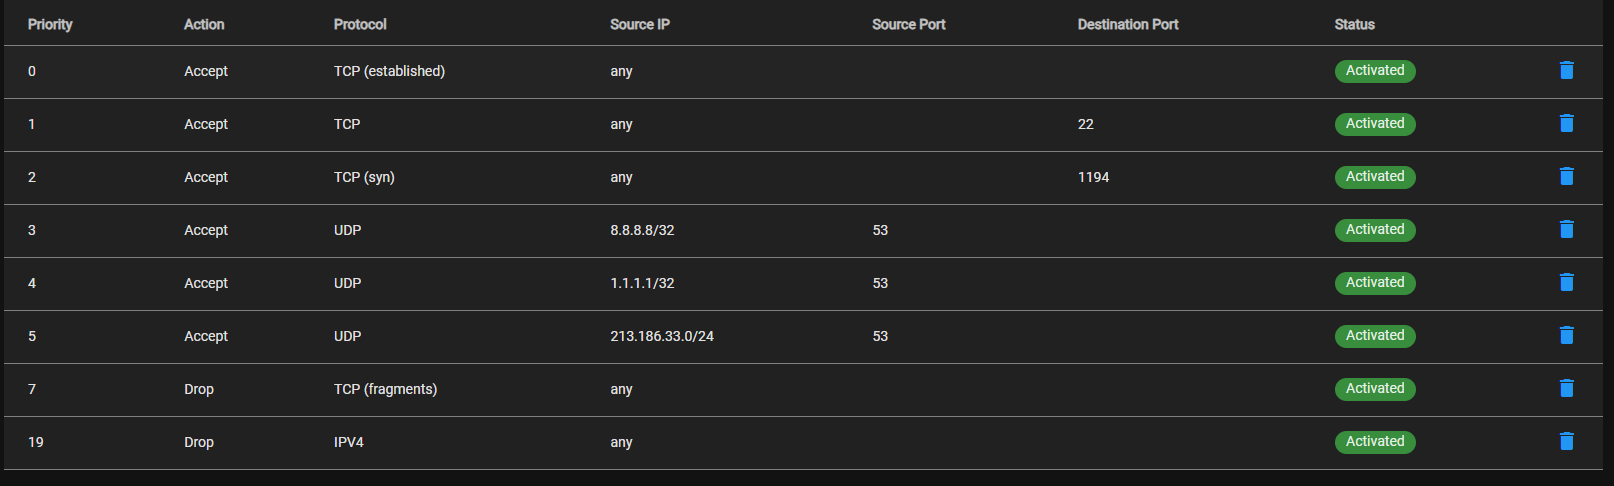 Priority Action Protocol Source IP Source Port Destination Port Status
0 Accept TCP (established) any Activated
1 Accept TCP any 22 Activated
2 Accept TCP (syn) any 1194 Activated
3 Accept UDP 8.8.8.8/32 53 Activated
4 Accept UDP 1.1.1.1/32 53 Activated
5 Accept UDP 213.186.33.0/24 53 Activated
7 Drop TCP (fragments) any Activated
19 Drop IPV4 any Activated